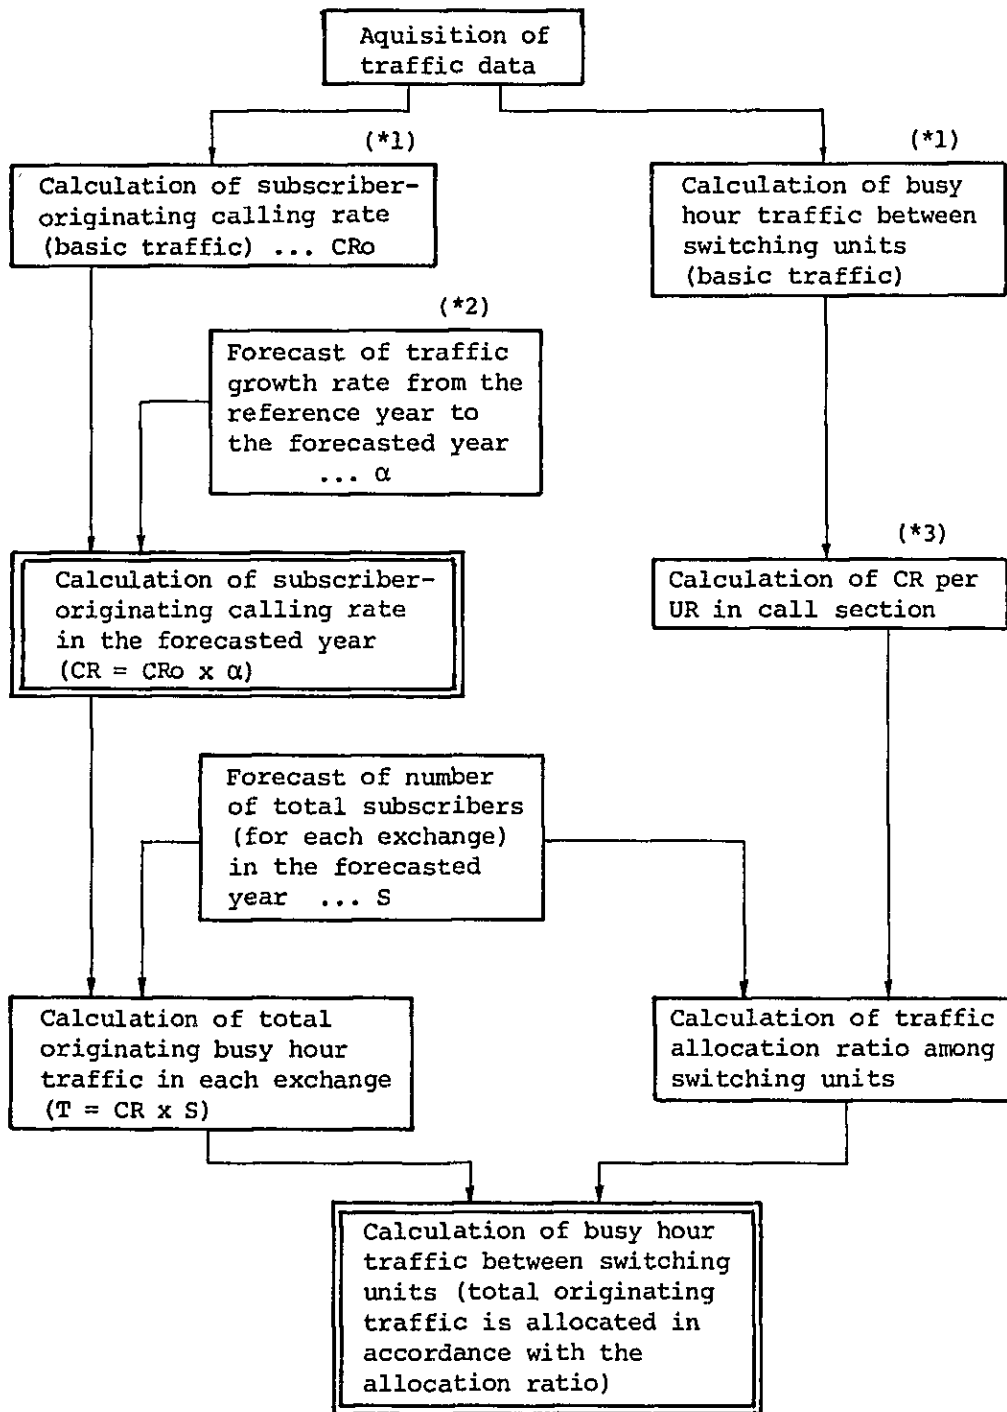 Aquisition of
traffic data
(*1)
Calculation of subscriber-
originating calling rate
(basic traffic) ... CRo
(*1)
Calculation of busy
hour traffic between
switching units
(basic traffic)
(*2)
Forecast of traffic
growth rate from the
reference year to
the forecasted year
... α
Calculation of subscriber-
originating calling rate
in the forecasted year
(CR = CRo x α)
(*3)
Calculation of CR per
UR in call section
Forecast of number
of total subscribers
(for each exchange)
in the forecasted
year ... S
Calculation of total
originating busy hour
traffic in each exchange
(T = CR x S)
Calculation of traffic
allocation ratio among
switching units
Calculation of busy hour
traffic between switching
units (total originating
traffic is allocated in
accordance with the
allocation ratio)